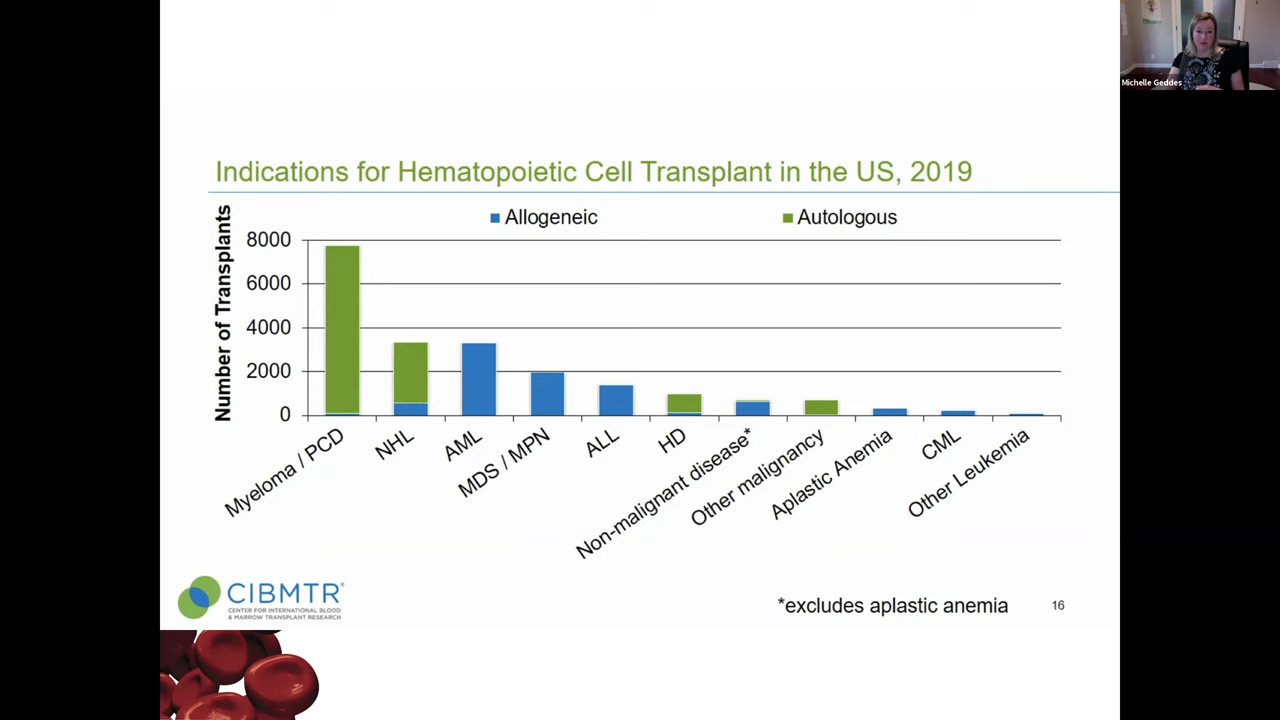 Michelle Geddes
Indications for Hematopoietic Cell Transplant in the US, 2019
Number of Transplants
Allogeneic
Autologous
8000
6000
4000
2000
0
Myeloma / PCD
NHL
AML
MDS / MPN
ALL
HD
Non-malignant disease*
Other malignancy
Aplastic Anemia
CML
Other Leukemia
CIBMTR®
CENTER FOR INTERNATIONAL BLOOD
& MARROW TRANSPLANT RESEARCH
*excludes aplastic anemia
16